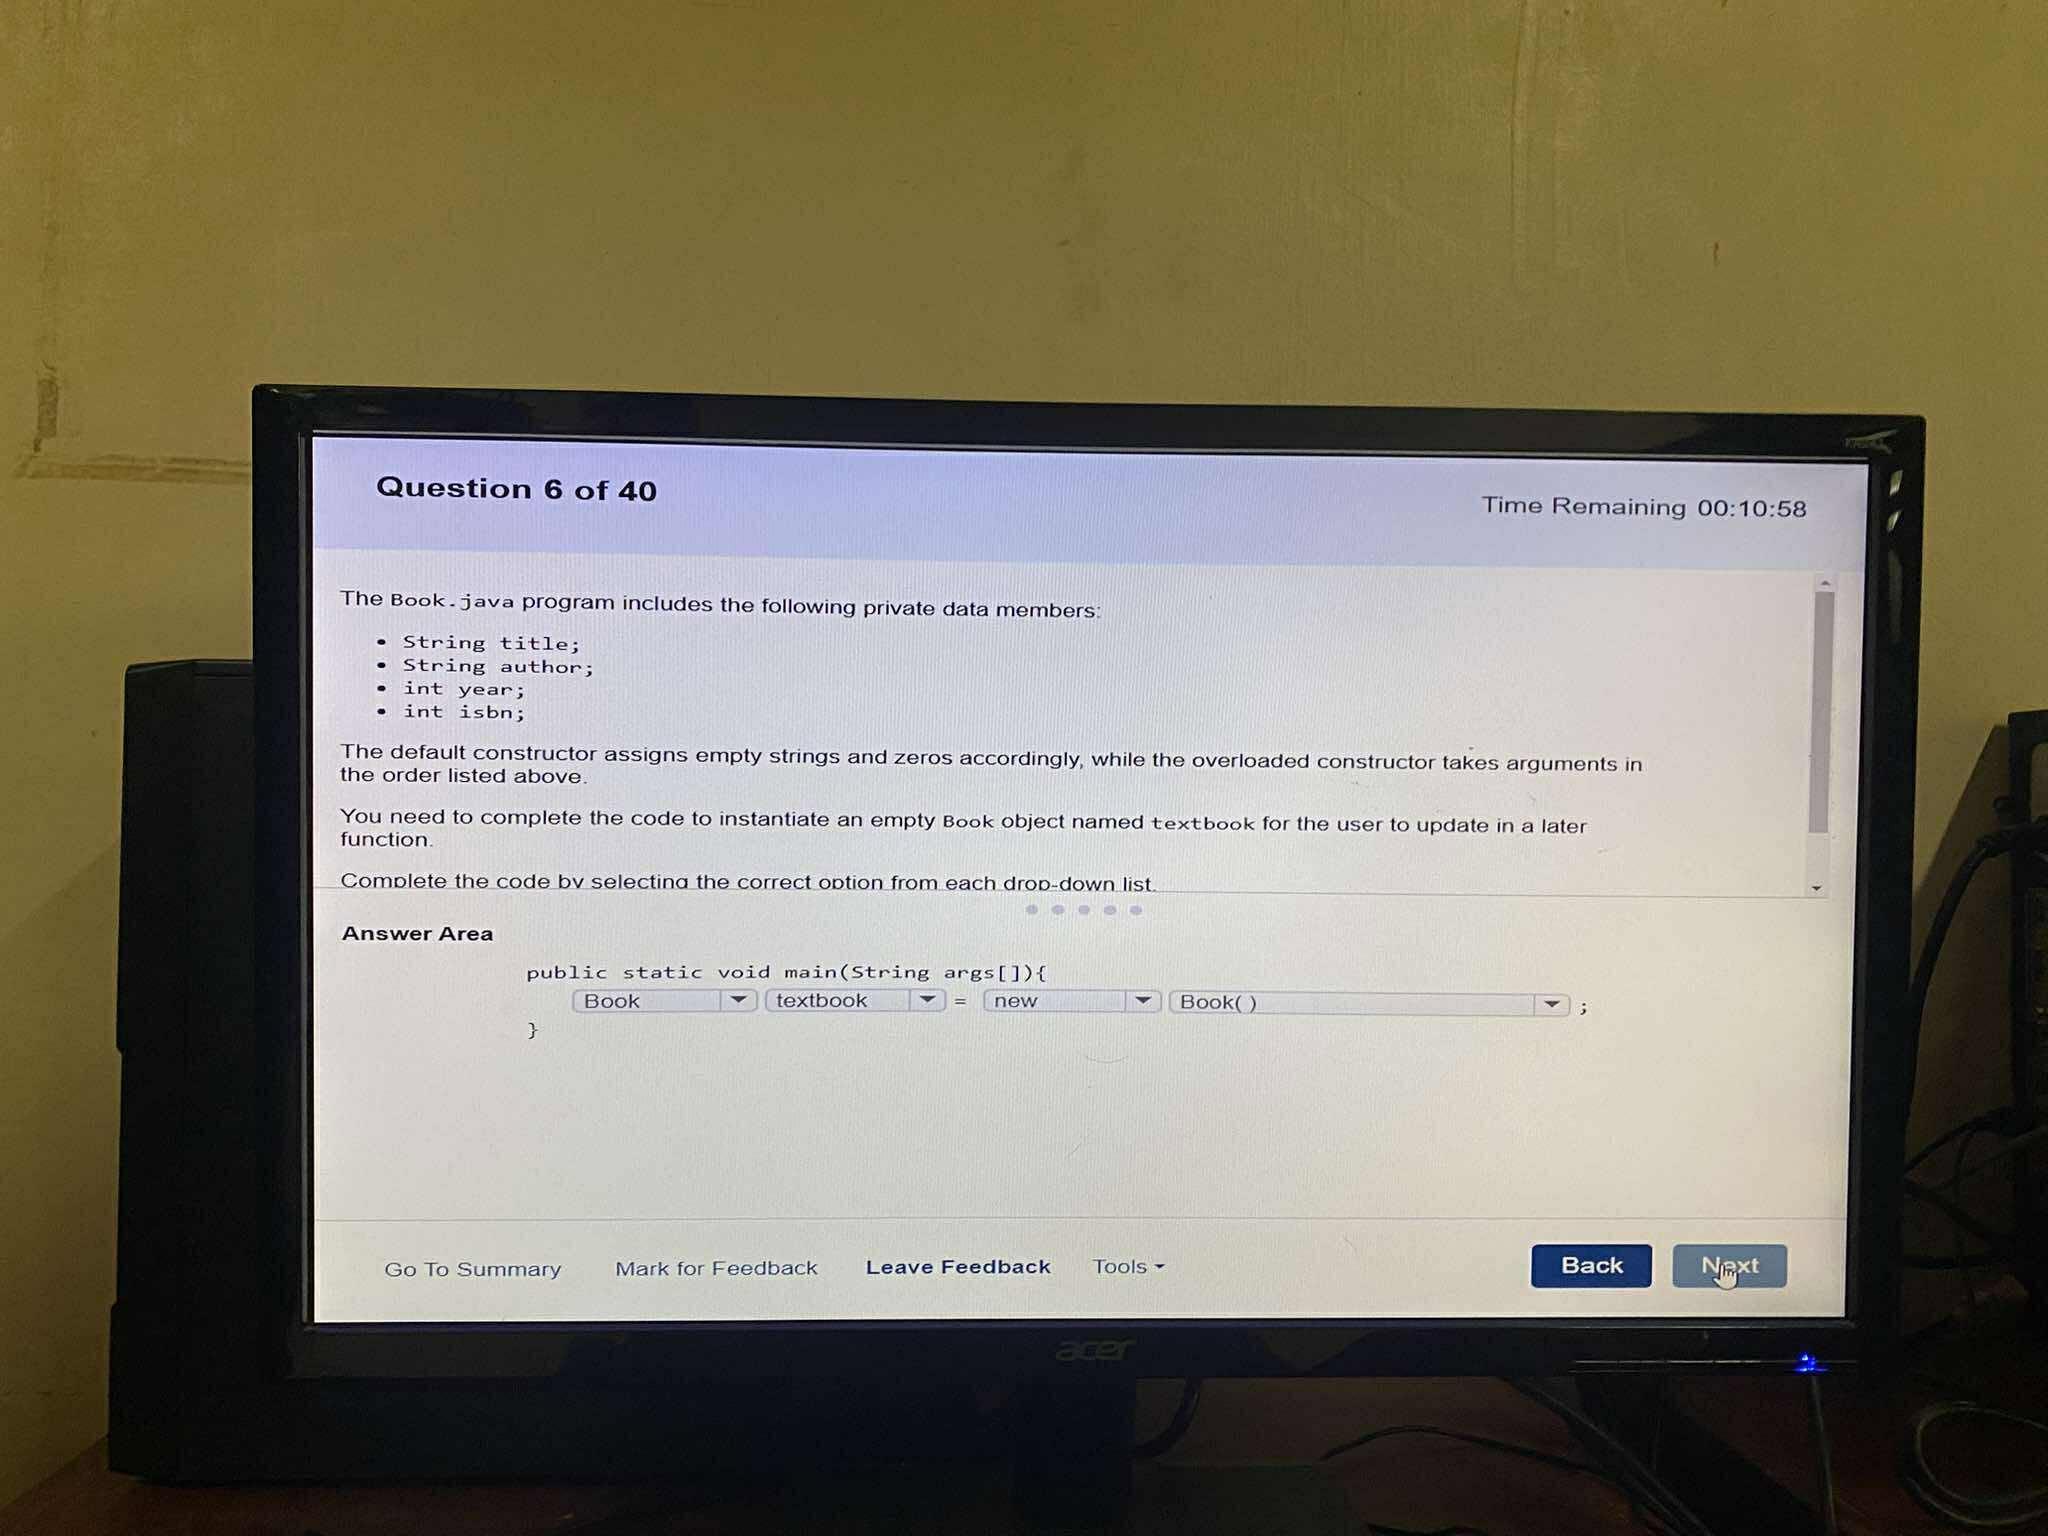 Question 6 of 40
Time Remaining 00:10:58
The Book.java program includes the following private data members:
• String title;
• String author;
• int year;
• int isbn;
The default constructor assigns empty strings and zeros accordingly, while the overloaded constructor takes arguments in
the order listed above.
You need to complete the code to instantiate an empty Book object named textbook for the user to update in a later
function.
Complete the code by selecting the correct option from each drop-down list.
Answer Area
public static void main(String args[]){
Book textbook = new Book( ) ;
}
Go To Summary Mark for Feedback Leave Feedback Tools Back Next
acer